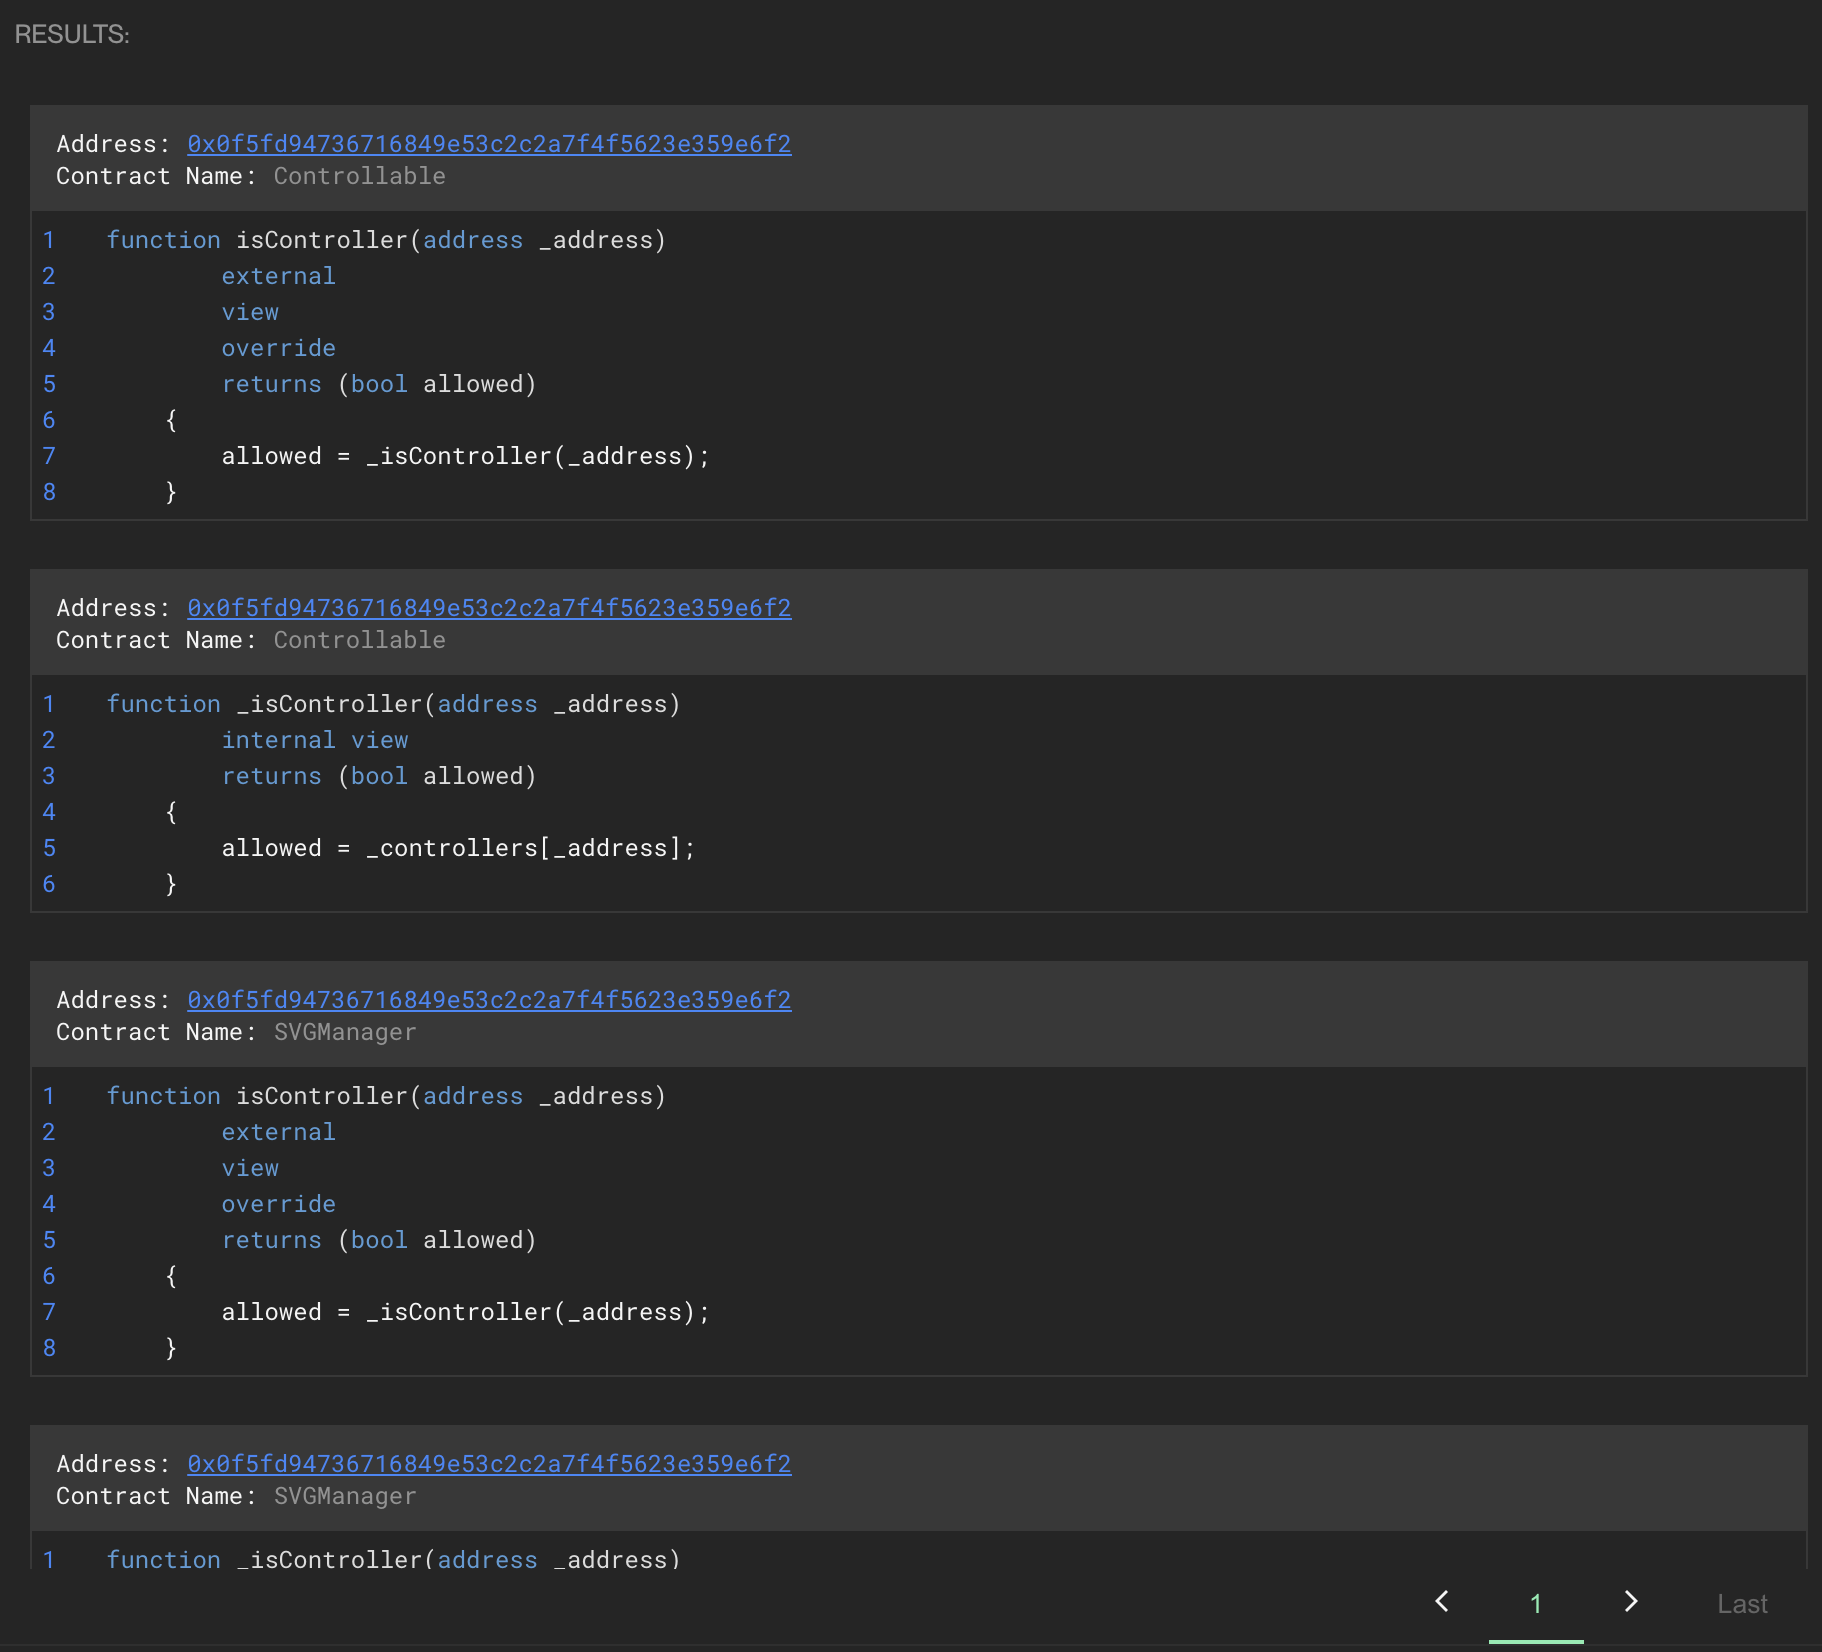 RESULTS:
Address: 0x0f5fd94736716849e53c2c2a7f4f5623e359e6f2
Contract Name: Controllable
1 function isController(address _address)
2 external
3 view
4 override
5 returns (bool allowed)
6 {
7 allowed = _isController(_address);
8 }
Address: 0x0f5fd94736716849e53c2c2a7f4f5623e359e6f2
Contract Name: Controllable
1 function _isController(address _address)
2 internal view
3 returns (bool allowed)
4 {
5 allowed = _controllers[_address];
6 }
Address: 0x0f5fd94736716849e53c2c2a7f4f5623e359e6f2
Contract Name: SVGManager
1 function isController(address _address)
2 external
3 view
4 override
5 returns (bool allowed)
6 {
7 allowed = _isController(_address);
8 }
Address: 0x0f5fd94736716849e53c2c2a7f4f5623e359e6f2
Contract Name: SVGManager
1 function _isController(address _address)
1 Last